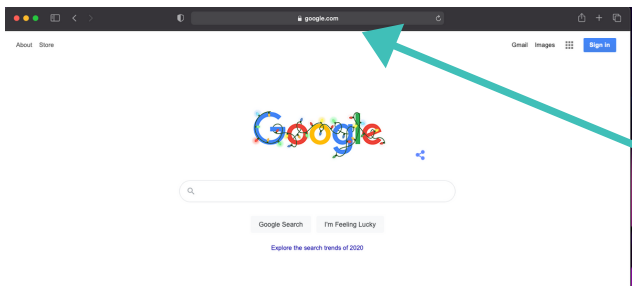 google.com
About Store
Gmail Images Sign in
Google
Google Search I'm Feeling Lucky
Explore the search trends of 2020